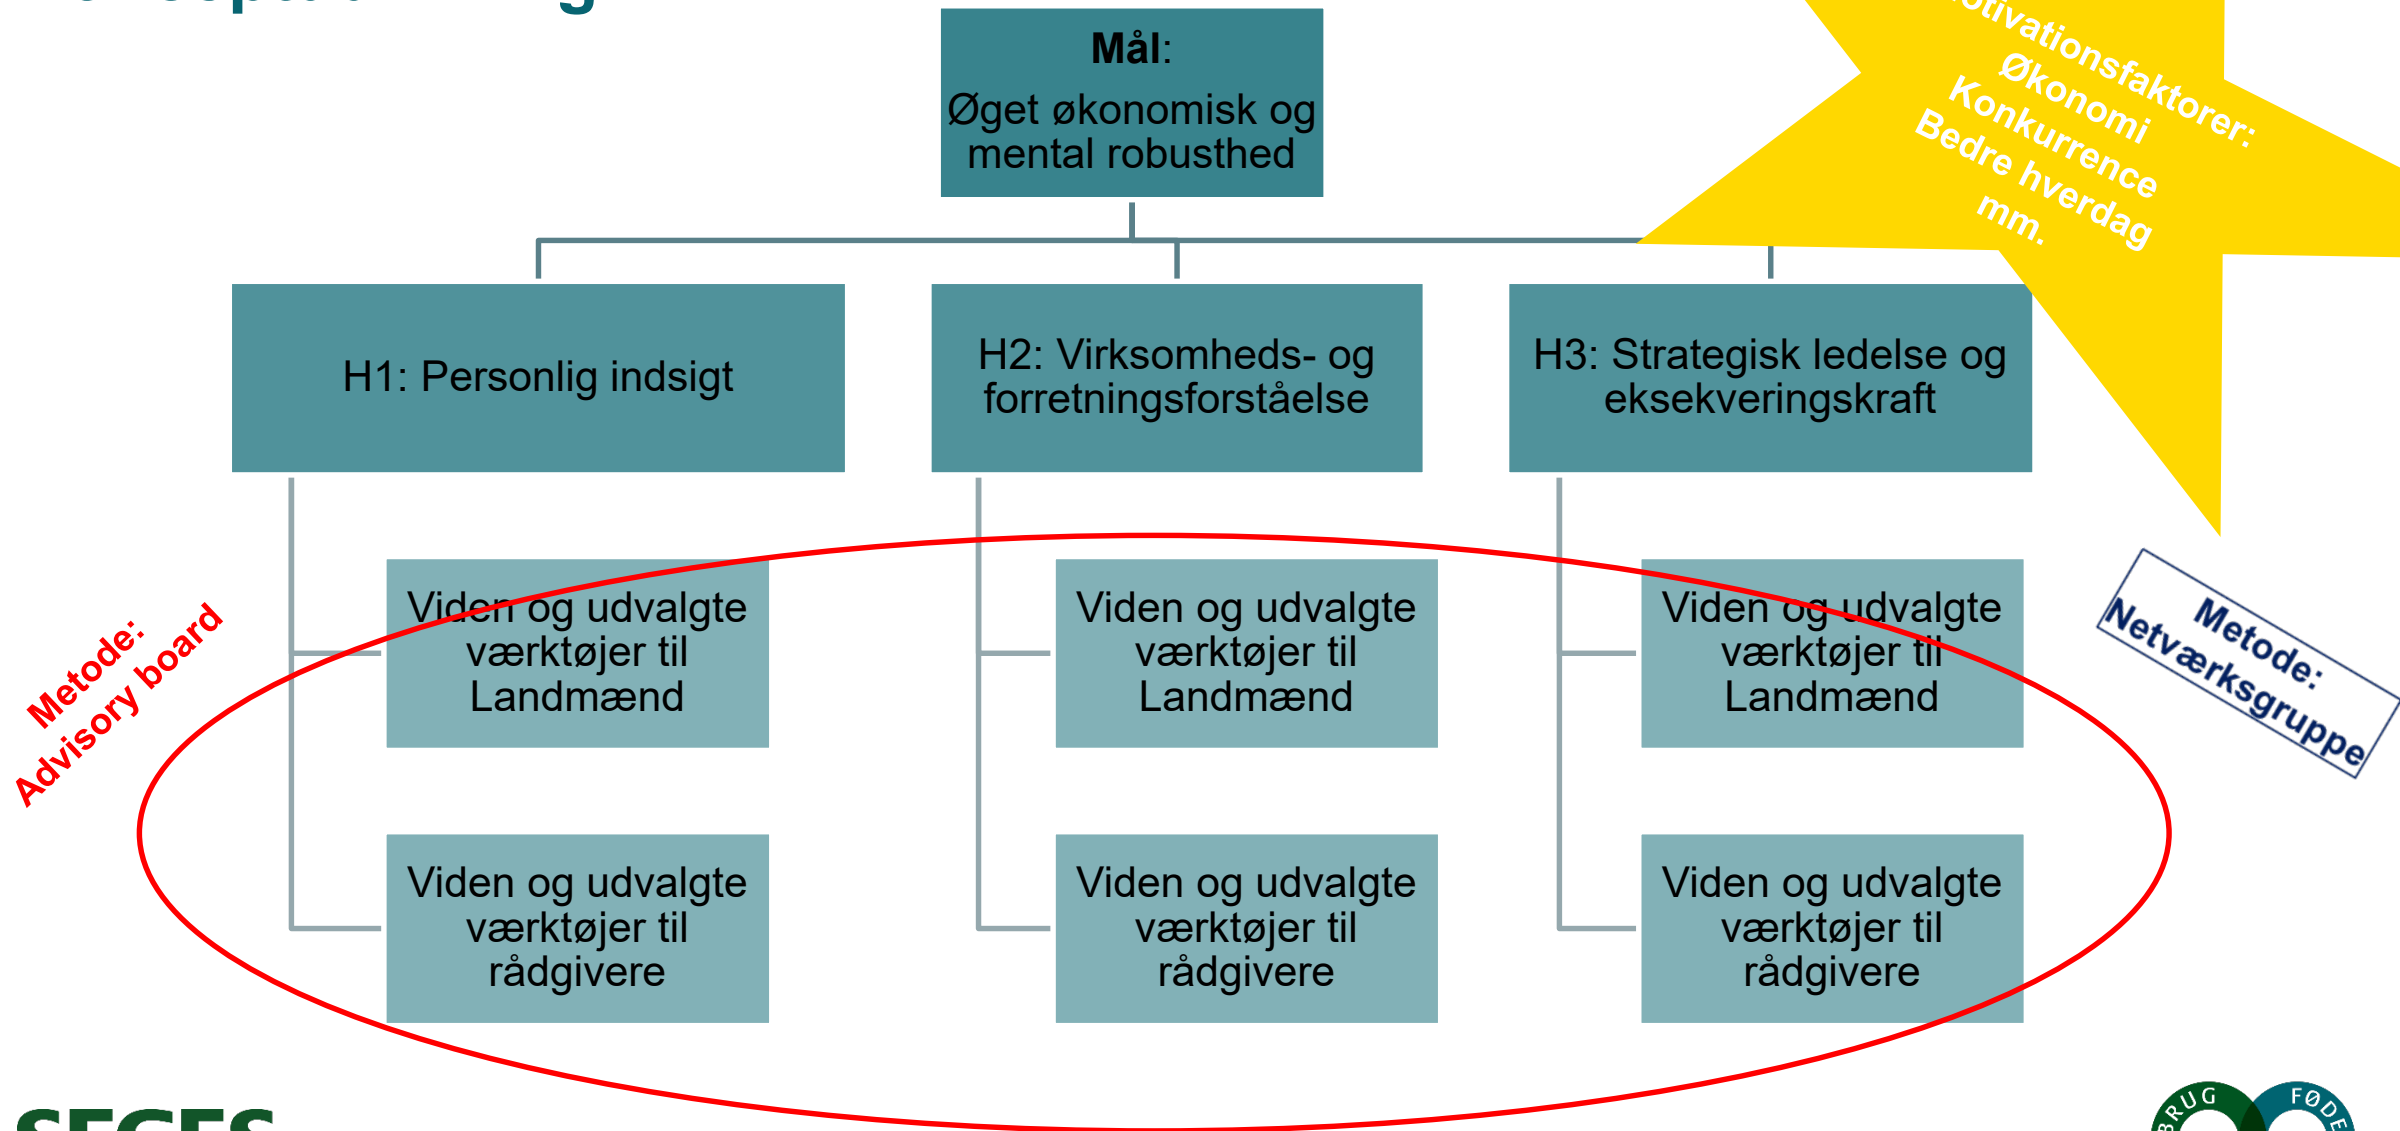 Mål:
Øget økonomisk og
mental robusthed
Motivationsfaktorer:
Økonomi
Konkurrence
Bedre hverdag
mm.
H1: Personlig indsigt
H2: Virksomheds- og
forretningsforståelse
H3: Strategisk ledelse og
eksekveringskraft
Metode:
Advisory board
Viden og udvalgte
værktøjer til
Landmænd
Viden og udvalgte
værktøjer til
Landmænd
Viden og udvalgte
værktøjer til
Landmænd
Metode:
Netværksgruppe
Viden og udvalgte
værktøjer til
rådgivere
Viden og udvalgte
værktøjer til
rådgivere
Viden og udvalgte
værktøjer til
rådgivere
SEGES